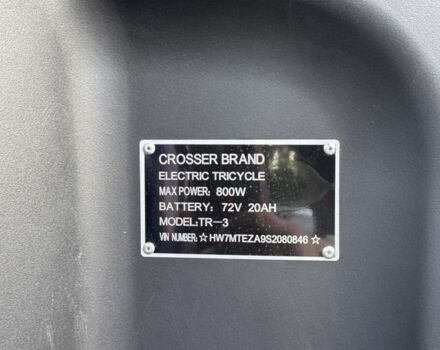 CROSSER BRAND
ELECTRIC TRICYCLE
MAX POWER: 800W
BATTERY: 72V 20AH
MODEL:TR-3
VIN NUMBER: ☆ HW7MTEZA9S2080846 ☆